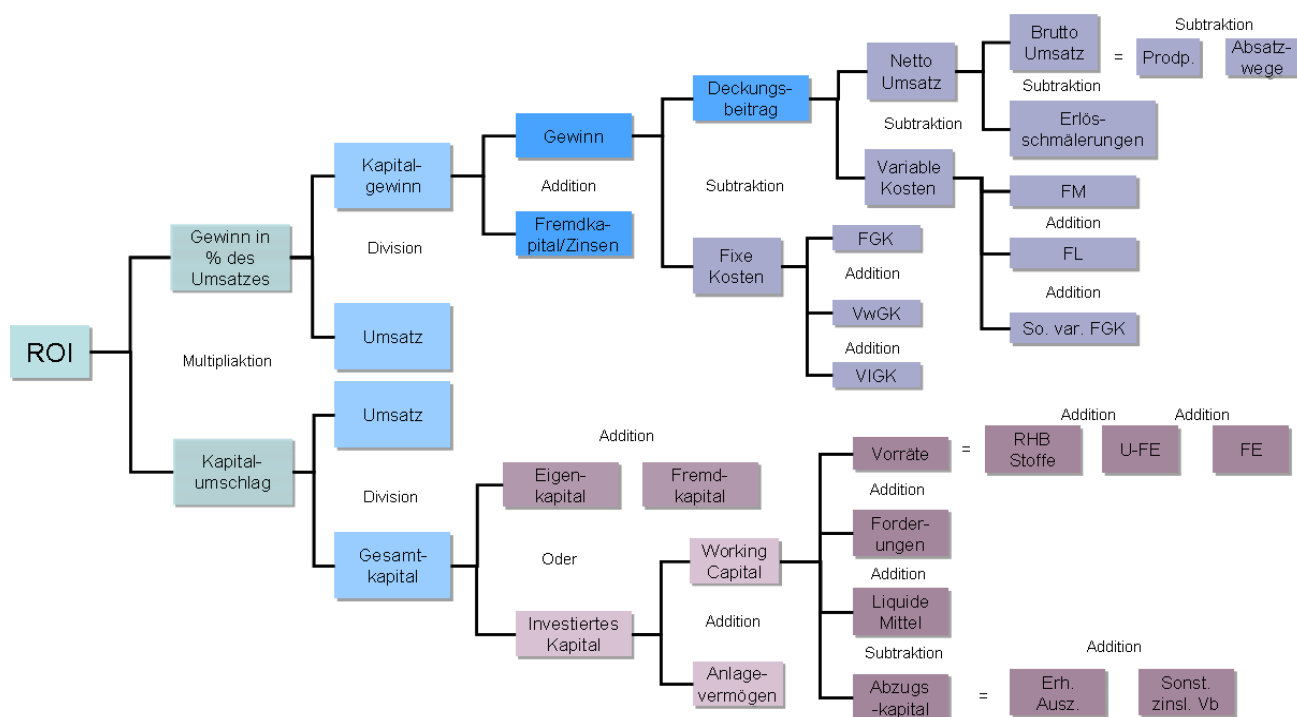 Subtraktion
Brutto
Umsatz
=
Prodp.
Absatz-
wege
Netto
Umsatz
Subtraktion
Deckungs-
beitrag
Subtraktion
Erlös-
schmälerungen
Gewinn
Kapital-
gewinn
Addition
Subtraktion
Variable
Kosten
FM
Addition
Fremdka-
pital/Zinsen
Gewinn in
% des
Umsatzes
Division
Fixe
Kosten
FGK
Addition
FL
Addition
VwGK
So. var. FGK
Umsatz
Addition
ROI
Multipliaktion
VIGK
Umsatz
Addition
Addition
Addition
Kapital-
umschlag
Division
Eigen-
kapital
Fremd-
kapital
Vorräte
=
RHB
Stoffe
U-FE
FE
Addition
Gesamt-
kapital
Oder
Working
Capital
Forder-
ungen
Addition
Investiertes
Kapital
Addition
Liquide
Mittel
Subtraktion
Addition
Anlage-
vermögen
Abzugs
-kapital
=
Erh.
Ausz.
Sonst.
zinsl. Vb